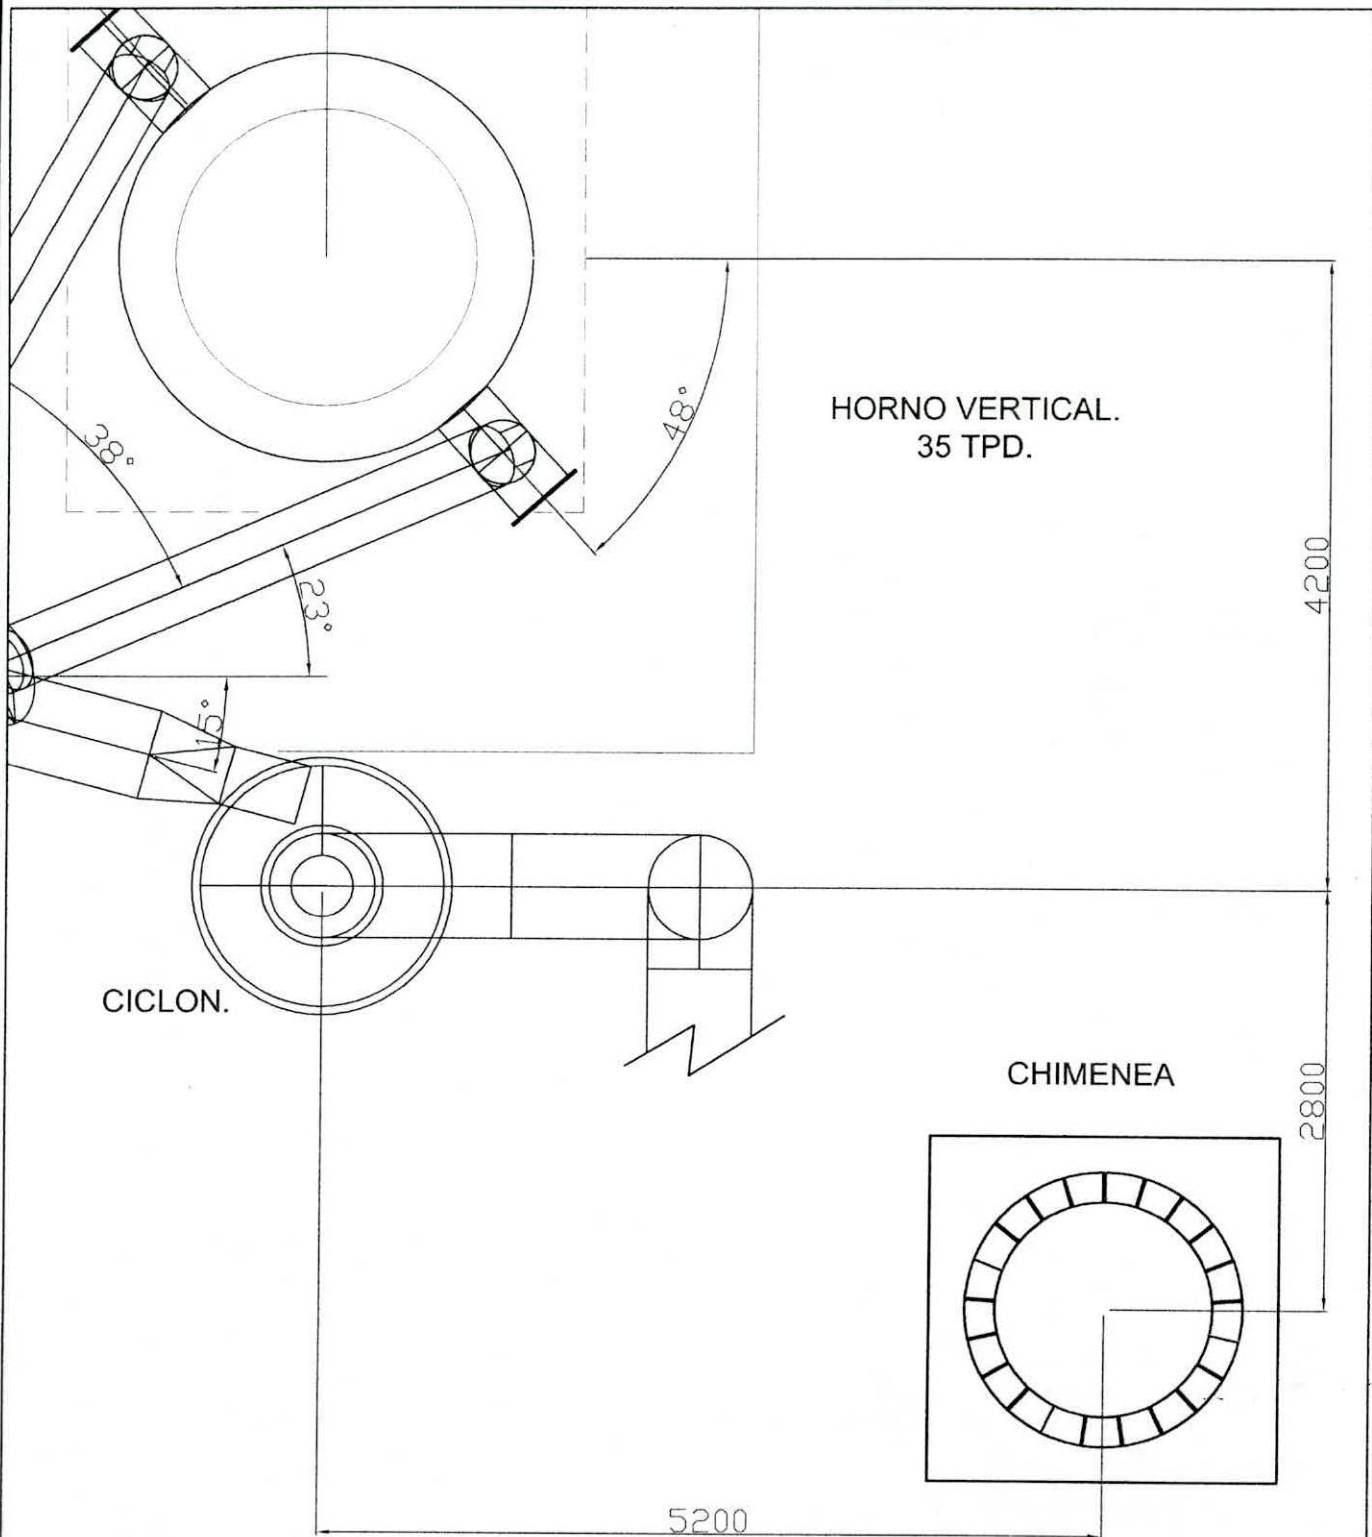 48°
HORNO VERTICAL.
35 TPD.
38°
4200
23°
15°
CICLON.
CHIMENEA
2800
5200